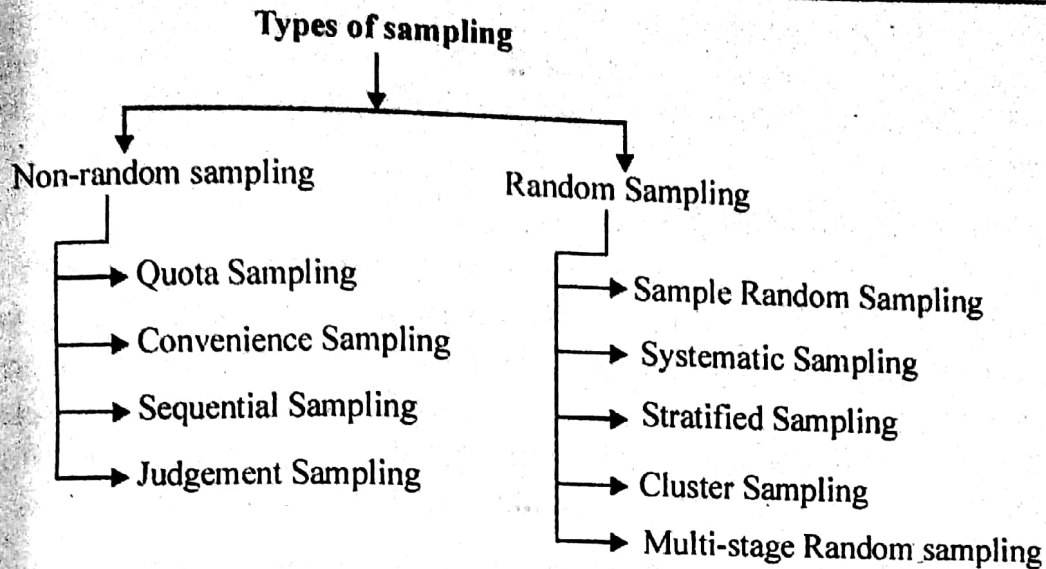 Types of sampling
Non-random sampling
Quota Sampling
Convenience Sampling
Sequential Sampling
Judgement Sampling
Random Sampling
Sample Random Sampling
Systematic Sampling
Stratified Sampling
Cluster Sampling
Multi-stage Random sampling